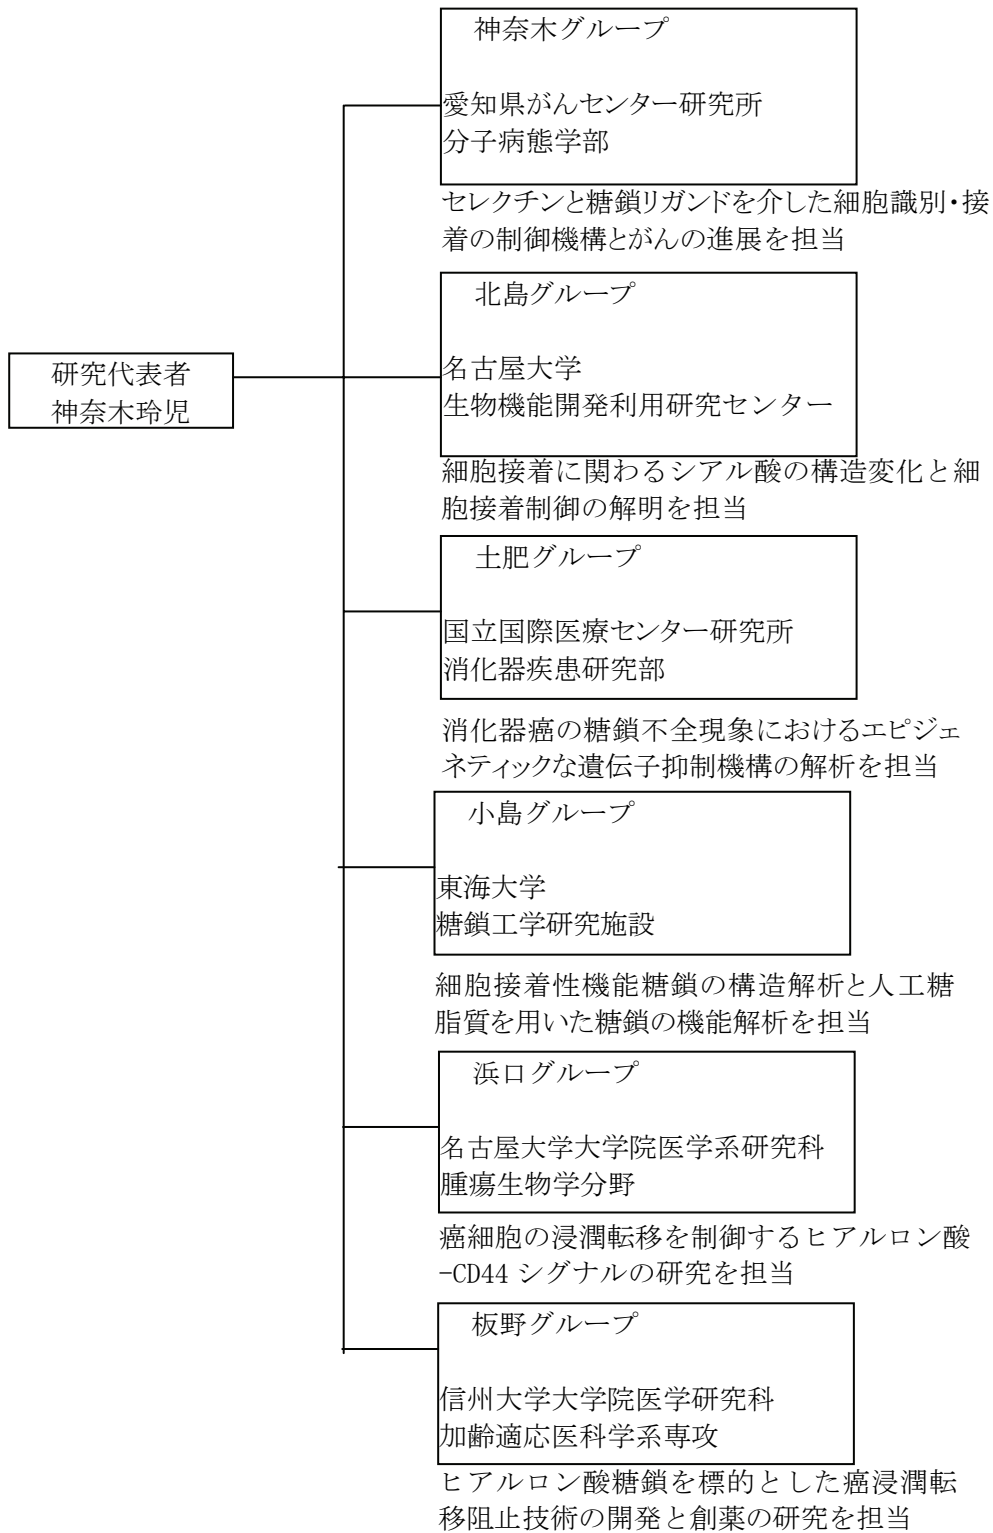 研究代表者
神奈木玲児
神奈木グループ
愛知県がんセンター研究所
分子病態学部
セレクチンと糖鎖リガンドを介した細胞識別・接
着の制御機構とがんの進展を担当
北島グループ
名古屋大学
生物機能開発利用研究センター
細胞接着に関わるシアル酸の構造変化と細
胞接着制御の解明を担当
土肥グループ
国立国際医療センター研究所
消化器疾患研究部
消化器癌の糖鎖不全現象におけるエピジェ
ネティックな遺伝子抑制機構の解析を担当
小島グループ
東海大学
糖鎖工学研究施設
細胞接着性機能糖鎖の構造解析と人工糖
脂質を用いた糖鎖の機能解析を担当
浜口グループ
名古屋大学大学院医学系研究科
腫瘍生物学分野
癌細胞の浸潤転移を制御するヒアルロン酸
-CD44 シグナルの研究を担当
板野グループ
信州大学大学院医学研究科
加齢適応医科学系専攻
ヒアルロン酸糖鎖を標的とした癌浸潤転
移阻止技術の開発と創薬の研究を担当